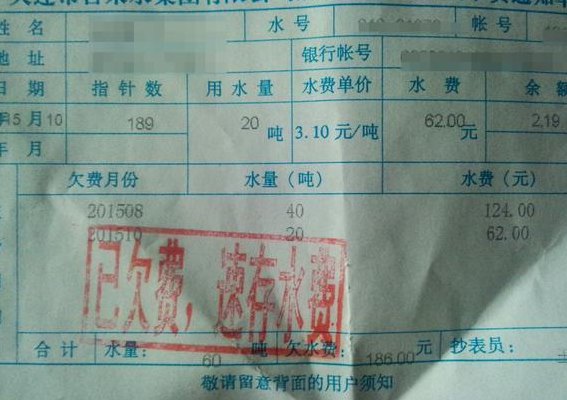 姓名 水号 帐号
银行帐号
日期 指针数 用水量 水费单价 水费 余额
5月10 189 20吨 3.10元/吨 62.00元 2.19
年 月
欠费月份 水量（吨） 水费（元）
201508 40 124.00
201510 20 62.00
已欠费，速存水费
合计 水量： 60 吨 欠水费： 186.00 元 抄表员：
敬请留意背面的用户须知